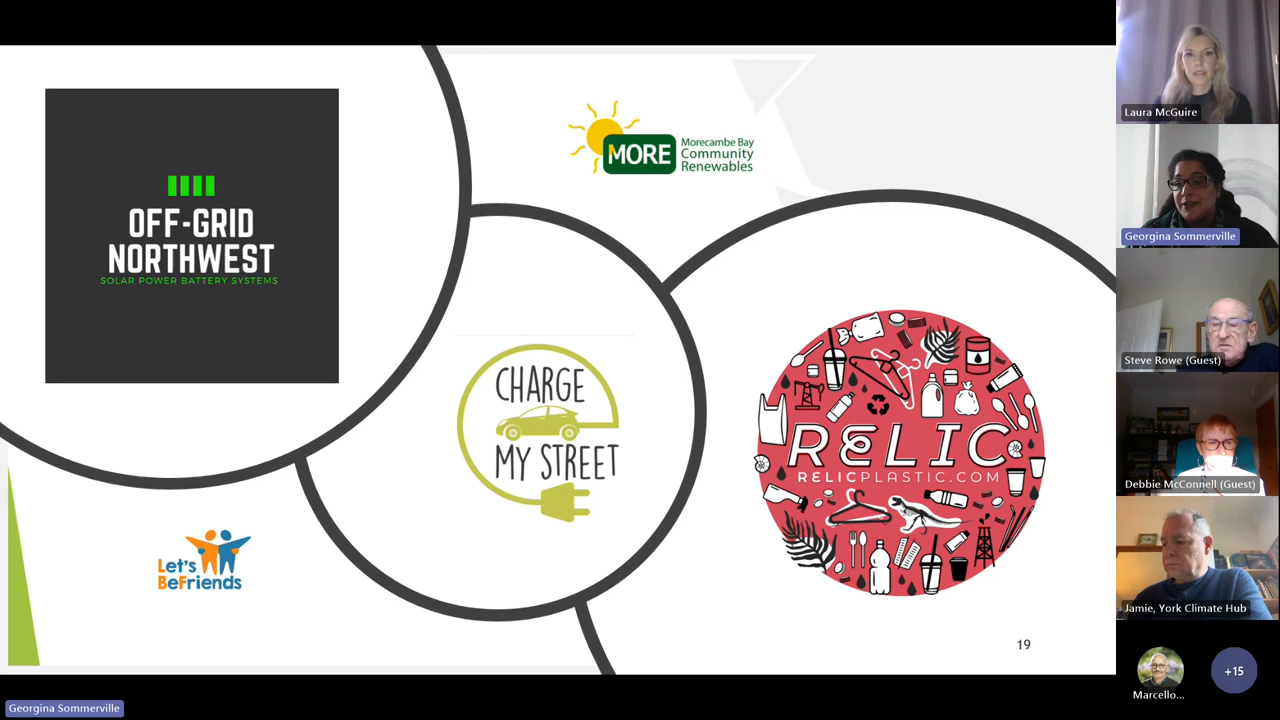 OFF-GRID
NORTHWEST
SOLAR POWER BATTERY SYSTEMS
MORE
Morecambe Bay
Community
Renewables
CHARGE
MY STREET
RELIC
RELICPLASTIC.COM
Let's
BeFriends
19
Laura McGuire
Georgina Sommerville
Steve Rowe (Guest)
Debbie McConnell (Guest)
Jamie, York Climate Hub
Marcello...
+15
Georgina Sommerville